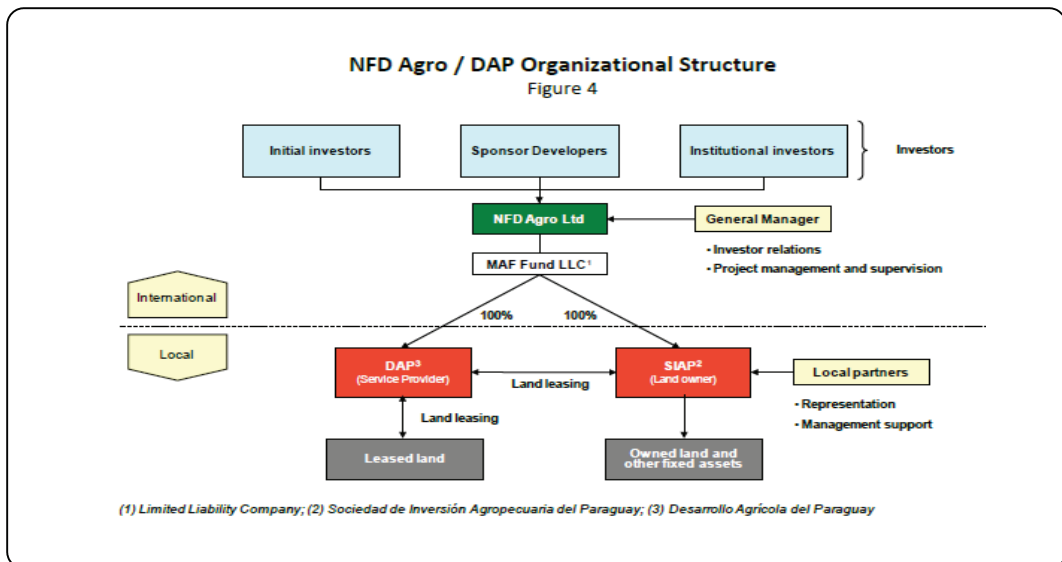 NFD Agro / DAP Organizational Structure
Figure 4
Initial investors
Sponsor Developers
Institutional investors
Investors
NFD Agro Ltd
General Manager
MAF Fund LLC¹
• Investor relations
• Project management and supervision
International
100%
100%
Local
DAP³
(Service Provider)
Land leasing
SIAP²
(Land owner)
Local partners
• Representation
• Management support
Land leasing
Leased land
Owned land and
other fixed assets
(1) Limited Liability Company; (2) Sociedad de Inversión Agropecuaria del Paraguay; (3) Desarrollo Agrícola del Paraguay